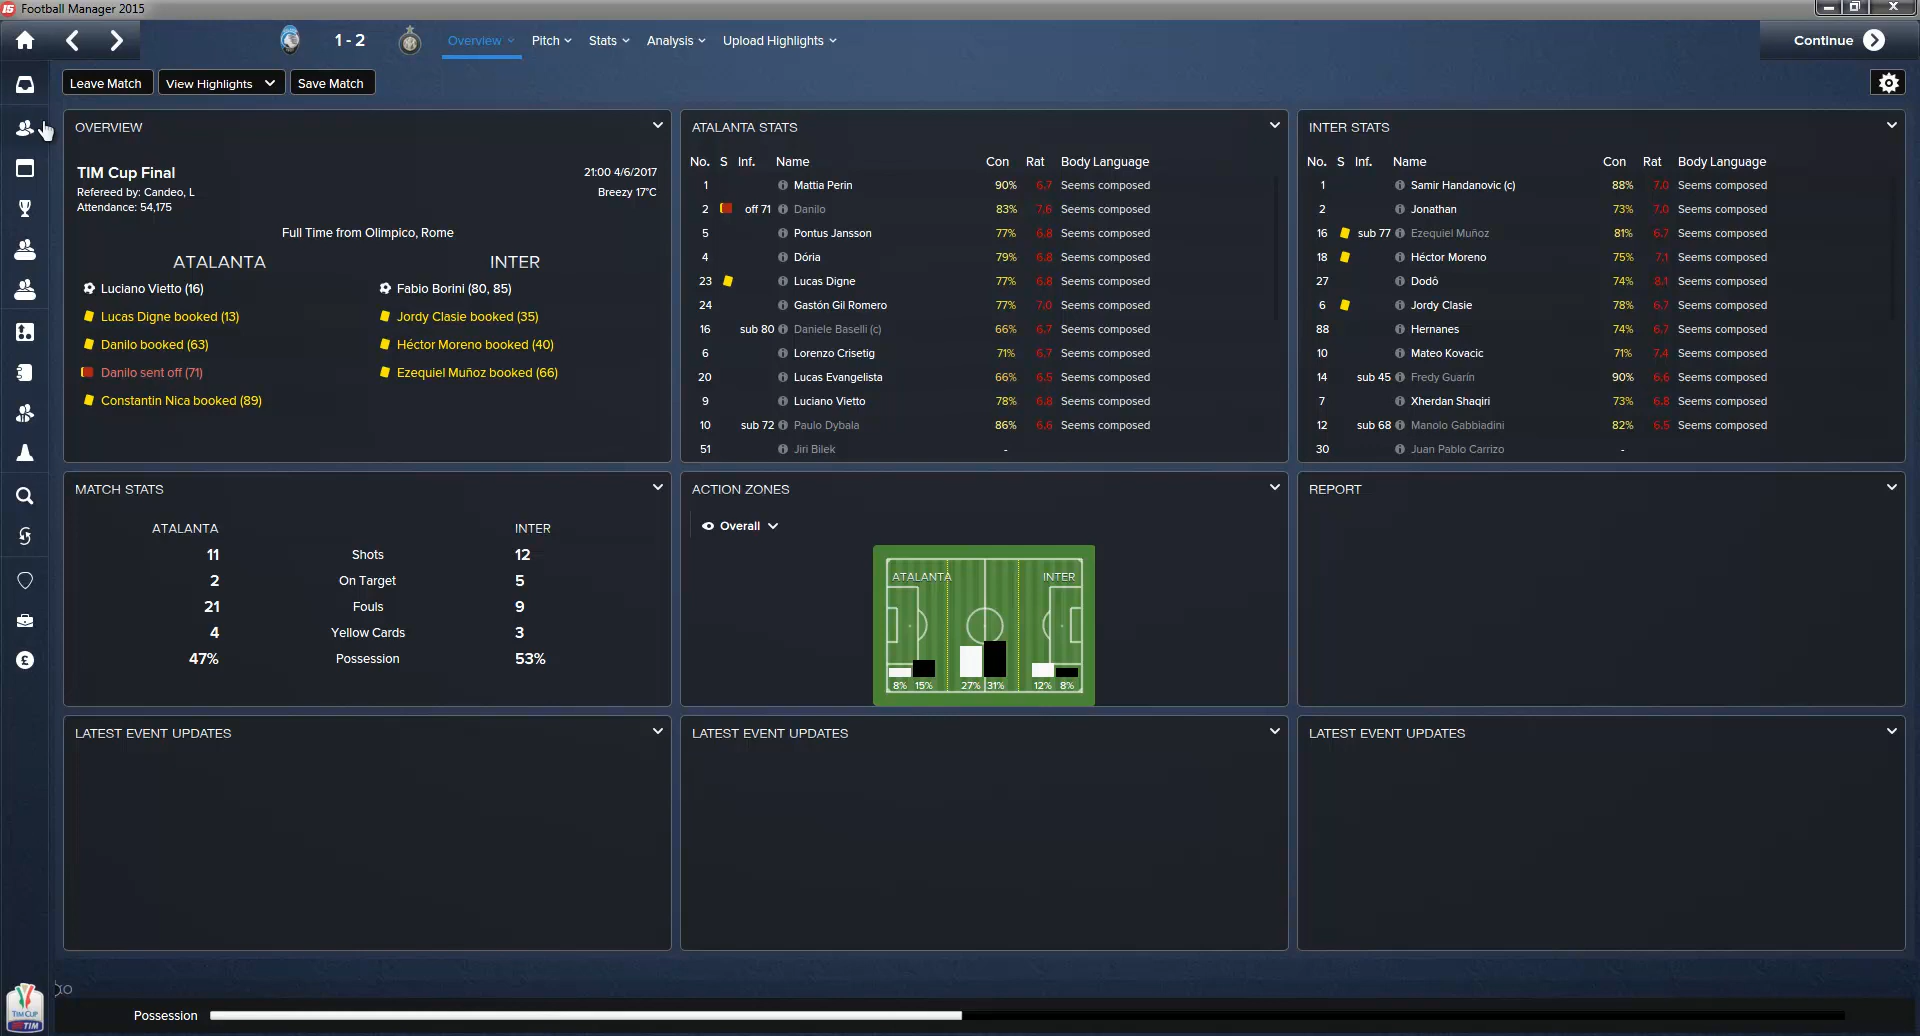 Football Manager 2015
1 - 2
Overview
Pitch
Stats
Analysis
Upload Highlights
Continue
Leave Match
View Highlights
Save Match
OVERVIEW
TIM Cup Final
21:00 4/6/2017
Refereed by: Candeo, L
Breezy 17°C
Attendance: 54,175
Full Time from Olimpico, Rome
ATALANTA
INTER
Luciano Vietto (16)
Fabio Borini (80, 85)
Lucas Digne booked (13)
Jordy Clasie booked (35)
Danilo booked (63)
Héctor Moreno booked (40)
Danilo sent off (71)
Ezequiel Muñoz booked (66)
Constantin Nica booked (89)
ATALANTA STATS
No. S Inf. Name Con Rat Body Language
1 Mattia Perin 90% 6.7 Seems composed
2 off 71 Danilo 83% 7.6 Seems composed
5 Pontus Jansson 77% 6.8 Seems composed
4 Dória 79% 6.8 Seems composed
23 Lucas Digne 77% 6.8 Seems composed
24 Gastón Gil Romero 77% 7.0 Seems composed
16 sub 80 Daniele Baselli (c) 66% 6.7 Seems composed
6 Lorenzo Crisetig 71% 6.7 Seems composed
20 Lucas Evangelista 66% 6.5 Seems composed
9 Luciano Vietto 78% 6.8 Seems composed
10 sub 72 Paulo Dybala 86% 6.6 Seems composed
51 Jiri Bilek -
INTER STATS
No. S Inf. Name Con Rat Body Language
1 Samir Handanovic (c) 88% 7.0 Seems composed
2 Jonathan 73% 7.0 Seems composed
16 sub 77 Ezequiel Muñoz 81% 6.7 Seems composed
18 Héctor Moreno 75% 7.1 Seems composed
27 Dodô 74% 8.1 Seems composed
6 Jordy Clasie 78% 6.7 Seems composed
88 Hernanes 74% 6.7 Seems composed
10 Mateo Kovacic 71% 7.4 Seems composed
14 sub 45 Fredy Guarín 90% 6.6 Seems composed
7 Xherdan Shaqiri 73% 6.8 Seems composed
12 sub 68 Manolo Gabbiadini 82% 6.5 Seems composed
30 Juan Pablo Carrizo -
MATCH STATS
ATALANTA
INTER
11 Shots 12
2 On Target 5
21 Fouls 9
4 Yellow Cards 3
47% Possession 53%
ACTION ZONES
Overall
ATALANTA
INTER
8% 15% 27% 31% 12% 8%
REPORT
LATEST EVENT UPDATES
LATEST EVENT UPDATES
LATEST EVENT UPDATES
TIM CUP
TIM
Possession